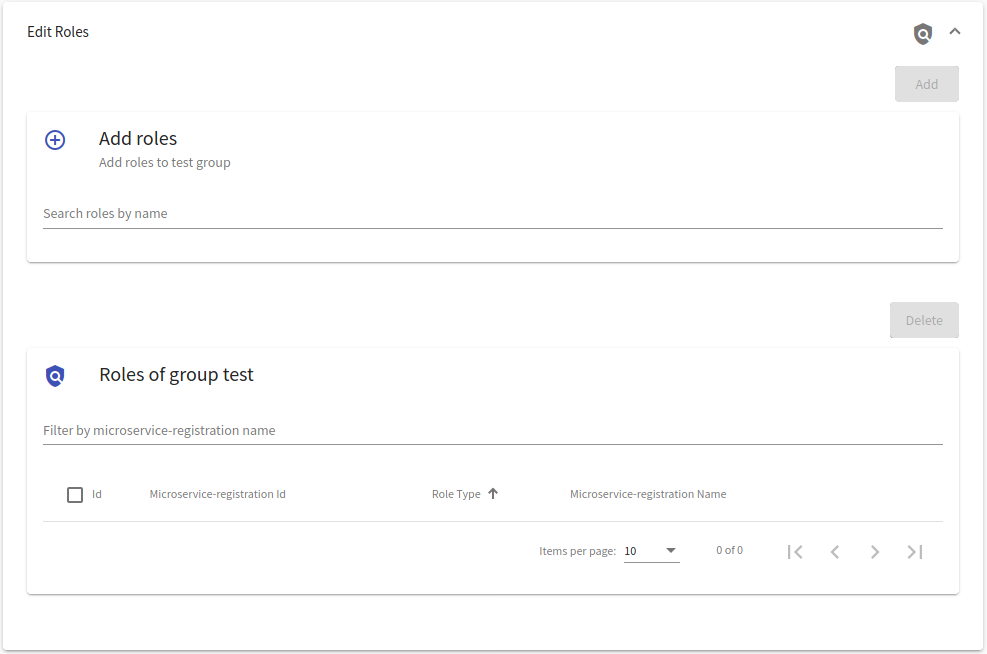 Edit Roles
Add
Add roles
Add roles to test group
Search roles by name
Delete
Roles of group test
Filter by microservice-registration name
Id Microservice-registration Id Role Type Microservice-registration Name
Items per page: 10 0 of 0